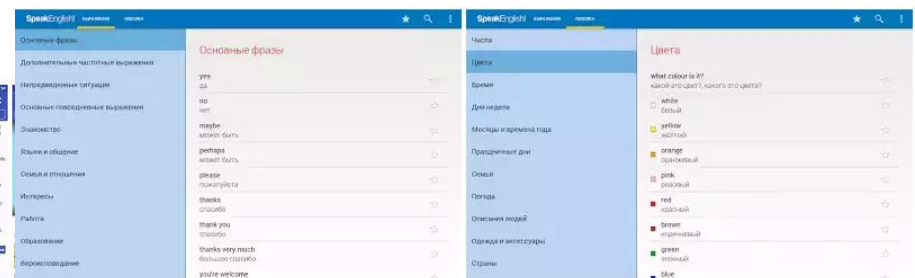 SpeakEnglish!
Основные фразы
Дополнительные частотные выражения
Непредвиденные ситуации
Основные повседневные выражения
Знакомство
Языки и общение
Семья и отношения
Интересы
Работа
Образование
Вероисповедание
Основные фразы
yes
да
no
нет
maybe
может быть
perhaps
может быть
please
пожалуйста
thanks
спасибо
thank you
спасибо
thanks very much
большое спасибо
you're welcome
SpeakEnglish!
Числа
Цвета
Время
Дни недели
Месяцы и времена года
Праздничные дни
Семья
Погода
Описания людей
Одежда и аксессуары
Страны
Цвета
what colour is it?
какой это цвет?, какого это цвета?
white
белый
yellow
жёлтый
orange
оранжевый
pink
розовый
red
красный
brown
коричневый
green
зелёный
blue